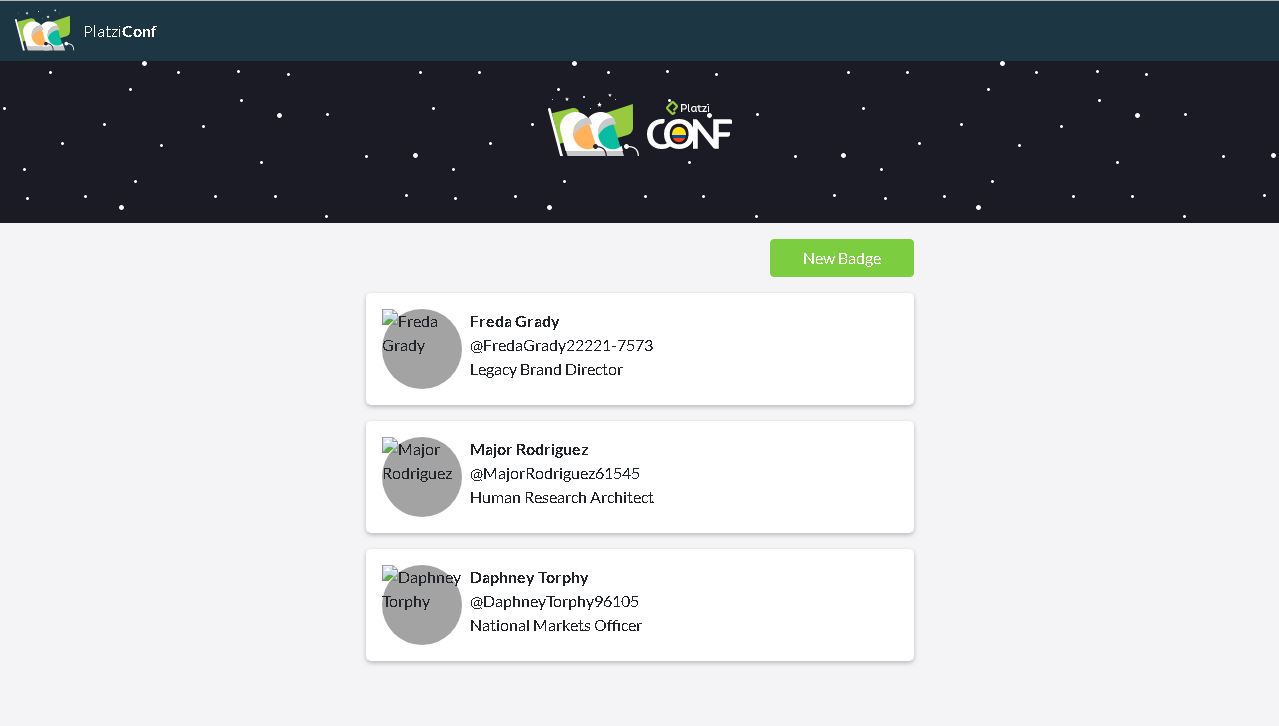 PlatziConf
Platzi
CONF
New Badge
Freda Grady
Freda Grady
@FredaGrady22221-7573
Legacy Brand Director
Major Rodriguez
Major Rodriguez
@MajorRodriguez61545
Human Research Architect
Daphney Torphy
Daphney Torphy
@DaphneyTorphy96105
National Markets Officer